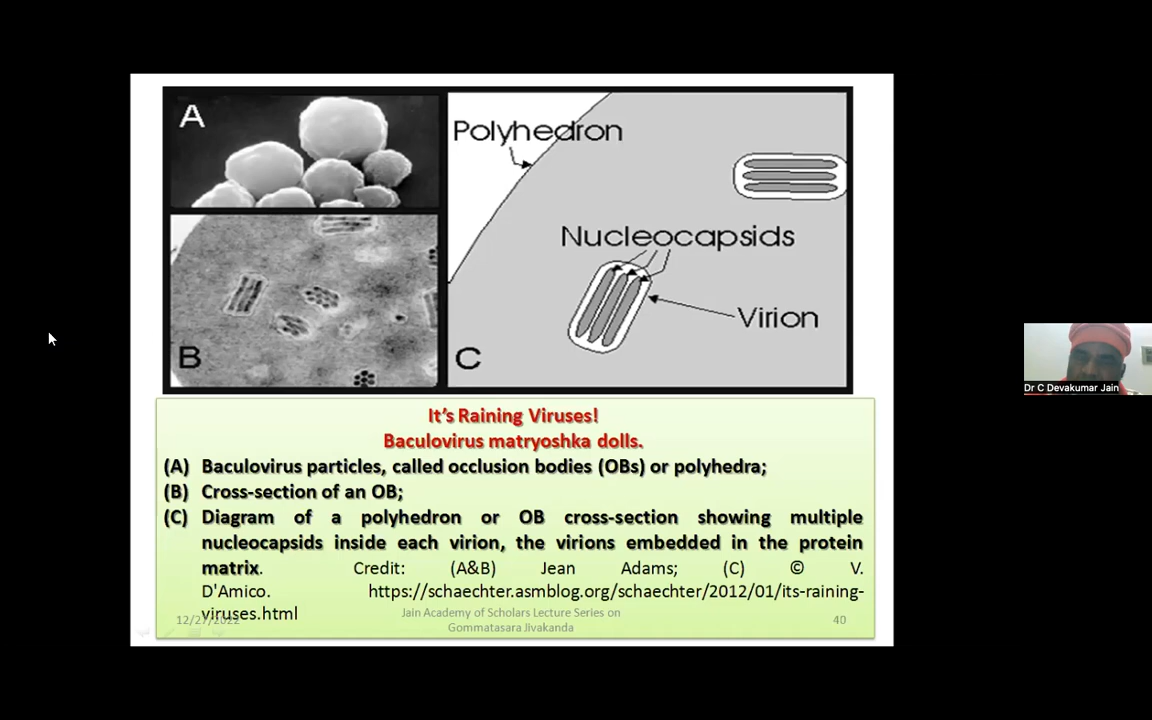 A
Polyhedron
Nucleocapsids
Virion
B
C
It's Raining Viruses!
Baculovirus matryoshka dolls.
(A) Baculovirus particles, called occlusion bodies (OBs) or polyhedra;
(B) Cross-section of an OB;
(C) Diagram of a polyhedron or OB cross-section showing multiple
nucleocapsids inside each virion, the virions embedded in the protein
matrix. Credit: (A&B) Jean Adams; (C) © V.
D'Amico. https://schaechter.asmblog.org/schaechter/2012/01/its-raining-
viruses.html
12/27/2022
Jain Academy of Scholars Lecture Series on
Gommatasara Jivakanda
40
Dr C Devakumar Jain